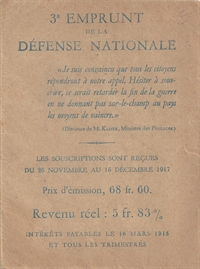 3e EMPRUNT
DE LA
DÉFENSE NATIONALE
« Je suis convaincu que tous les citoyens
répondront à notre appel. Hésiter à sous-
crire, ce serait retarder la fin de la guerre
en ne donnant pas sur-le-champ au pays
les moyens de vaincre. »
(Discours de M. KLOTZ, Ministre des Finances)
LES SOUSCRIPTIONS SONT REÇUES
DU 26 NOVEMBRE AU 16 DÉCEMBRE 1917
Prix d'émission, 68 fr. 60.
Revenu réel : 5 fr. 83 %
INTÉRÊTS PAYABLES LE 16 MARS 1918
ET TOUS LES TRIMESTRES